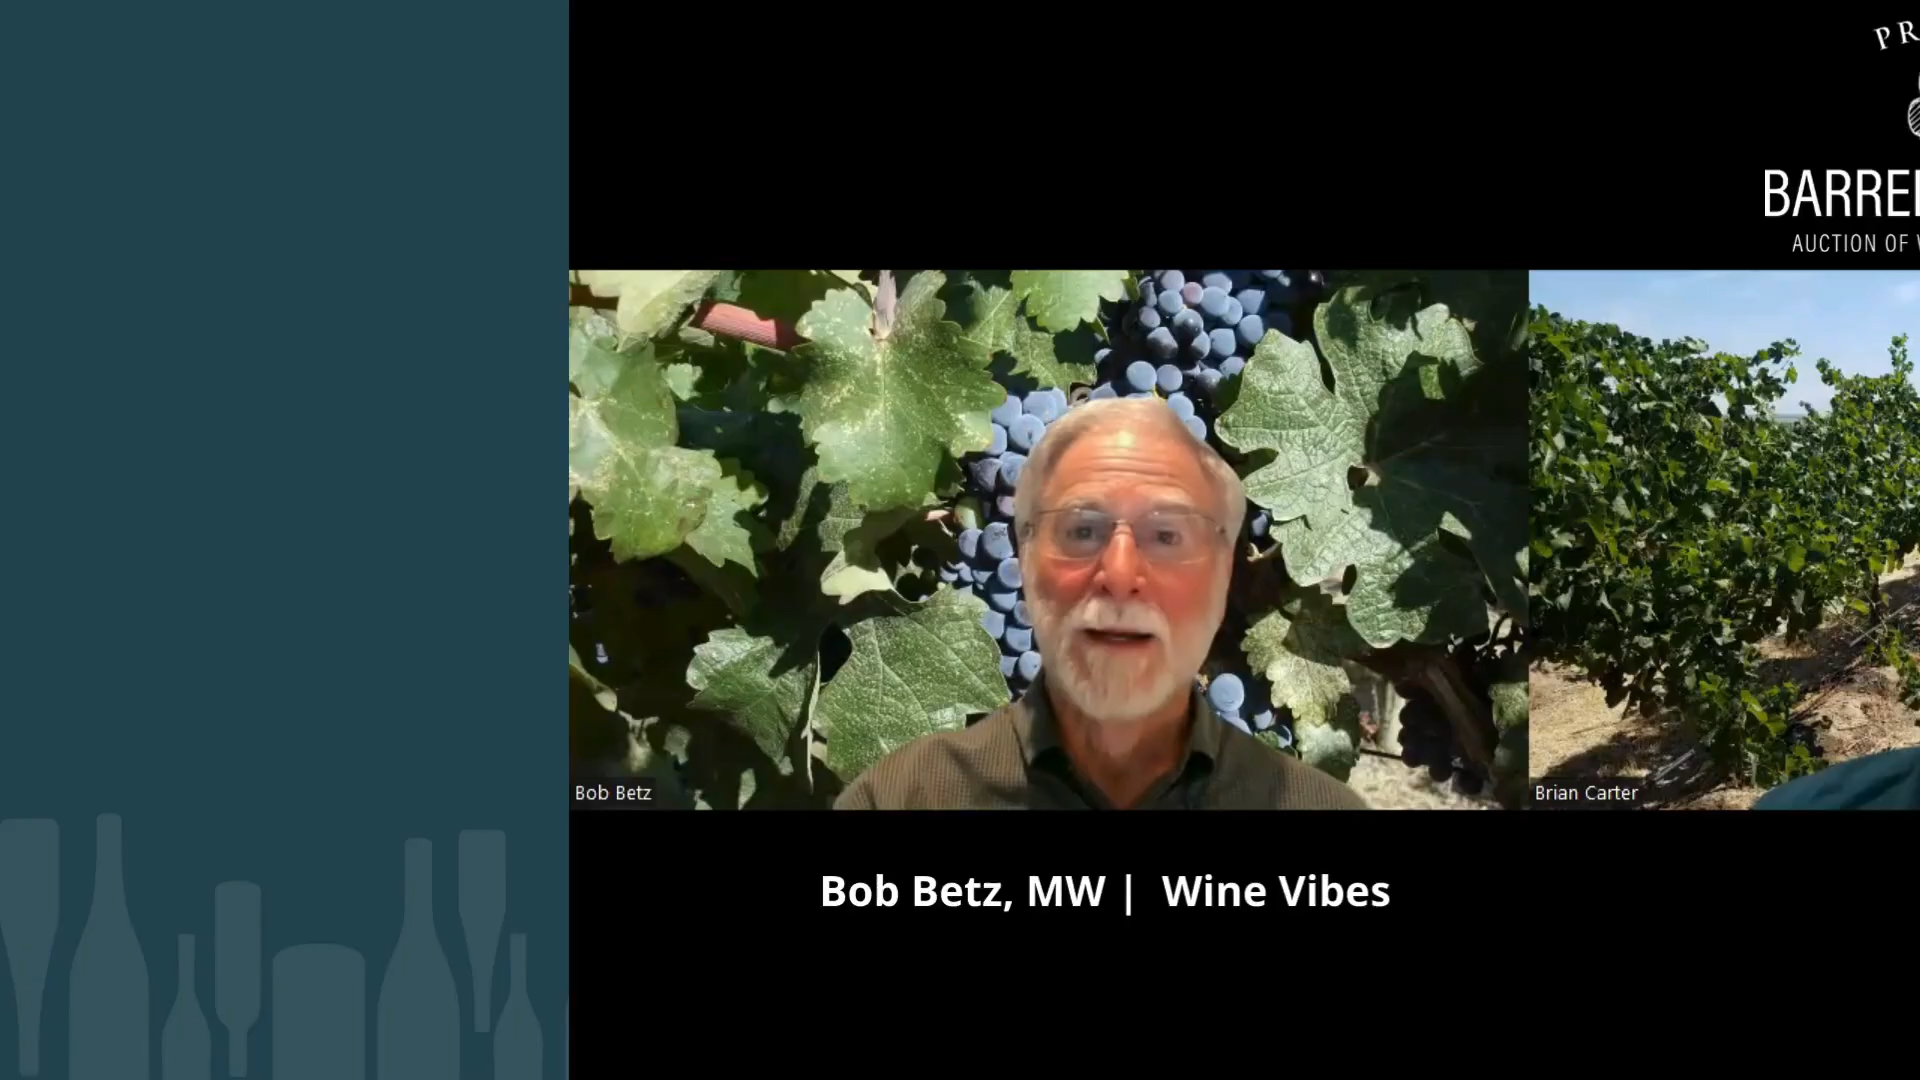 PR
BARREL
AUCTION OF
Bob Betz
Brian Carter
Bob Betz, MW | Wine Vibes